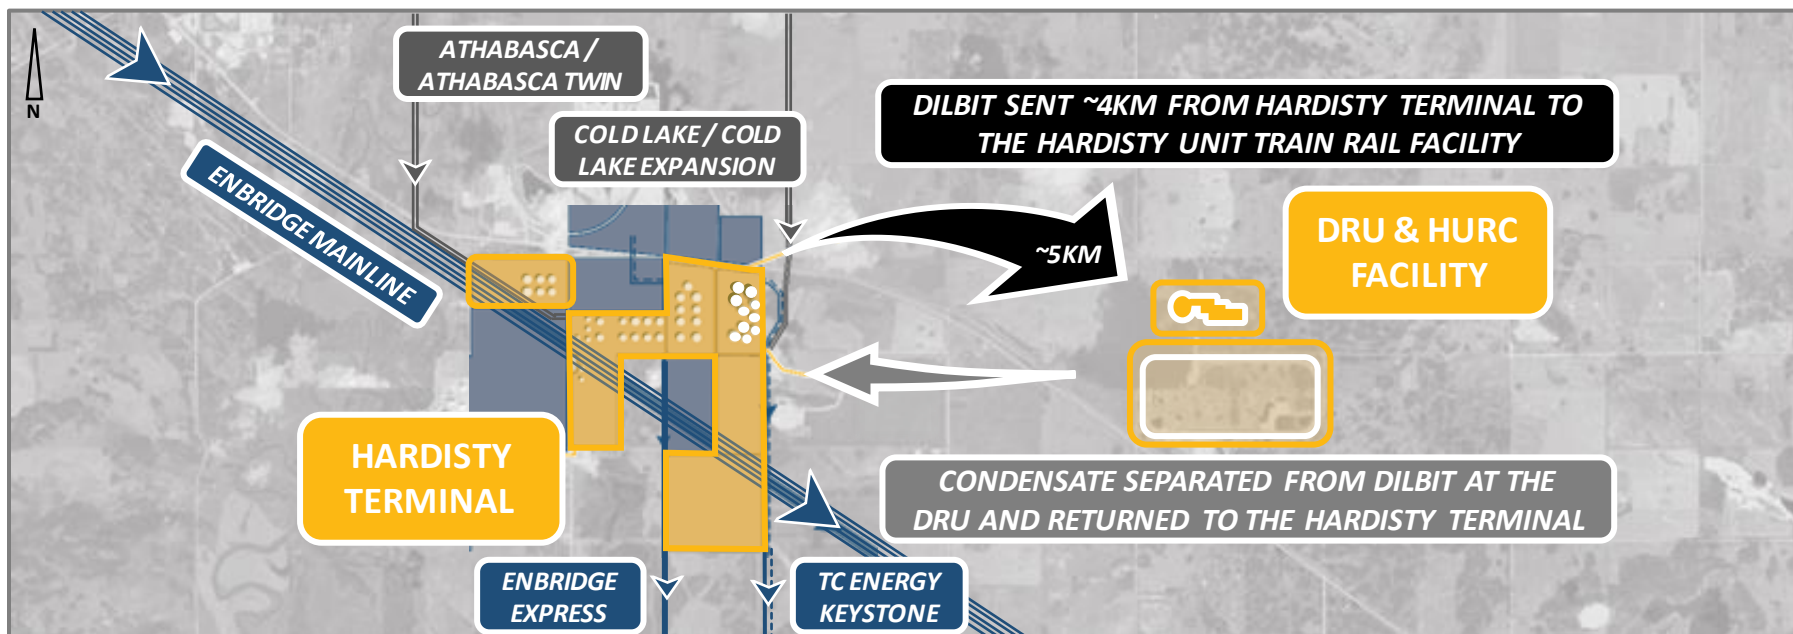 N
ATHABASCA /
ATHABASCA TWIN
COLD LAKE / COLD
LAKE EXPANSION
ENBRIDGE MAINLINE
DILBIT SENT ~4KM FROM HARDISTY TERMINAL TO
THE HARDISTY UNIT TRAIN RAIL FACILITY
~5KM
DRU & HURC
FACILITY
HARDISTY
TERMINAL
CONDENSATE SEPARATED FROM DILBIT AT THE
DRU AND RETURNED TO THE HARDISTY TERMINAL
ENBRIDGE
EXPRESS
TC ENERGY
KEYSTONE